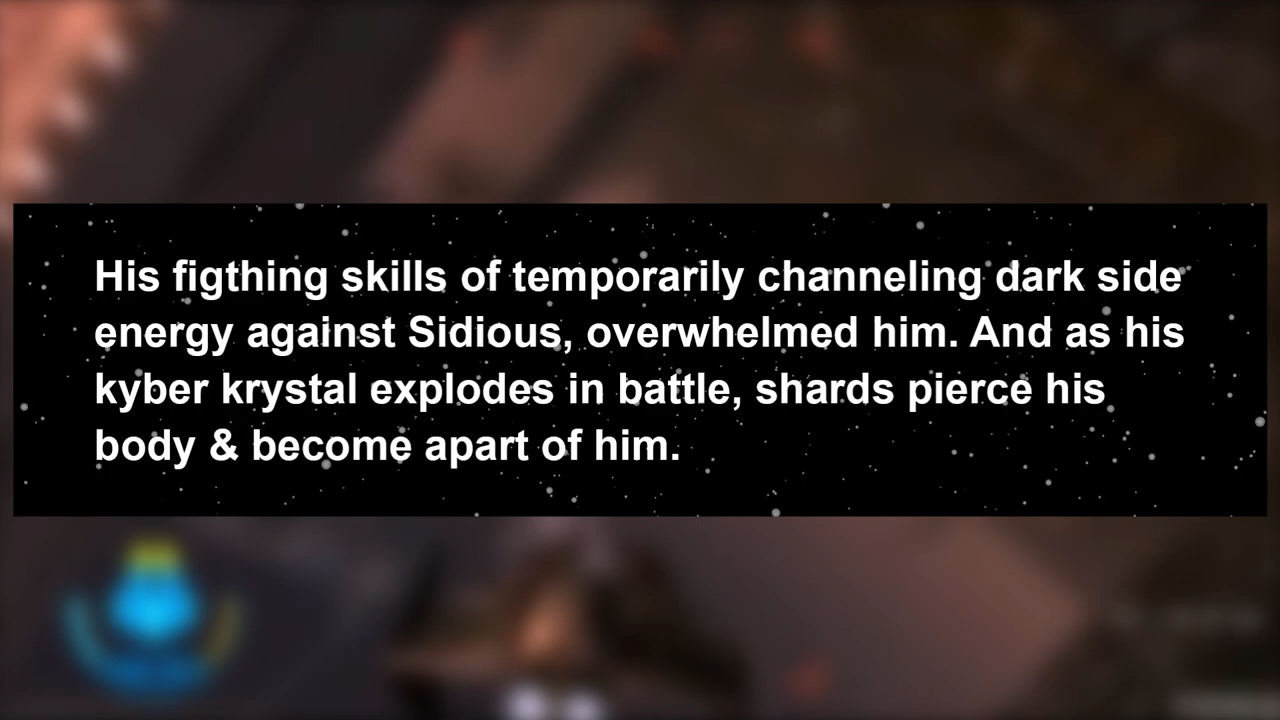 His figthing skills of temporarily channeling dark side
energy against Sidious, overwhelmed him. And as his
kyber krystal explodes in battle, shards pierce his
body & become apart of him.